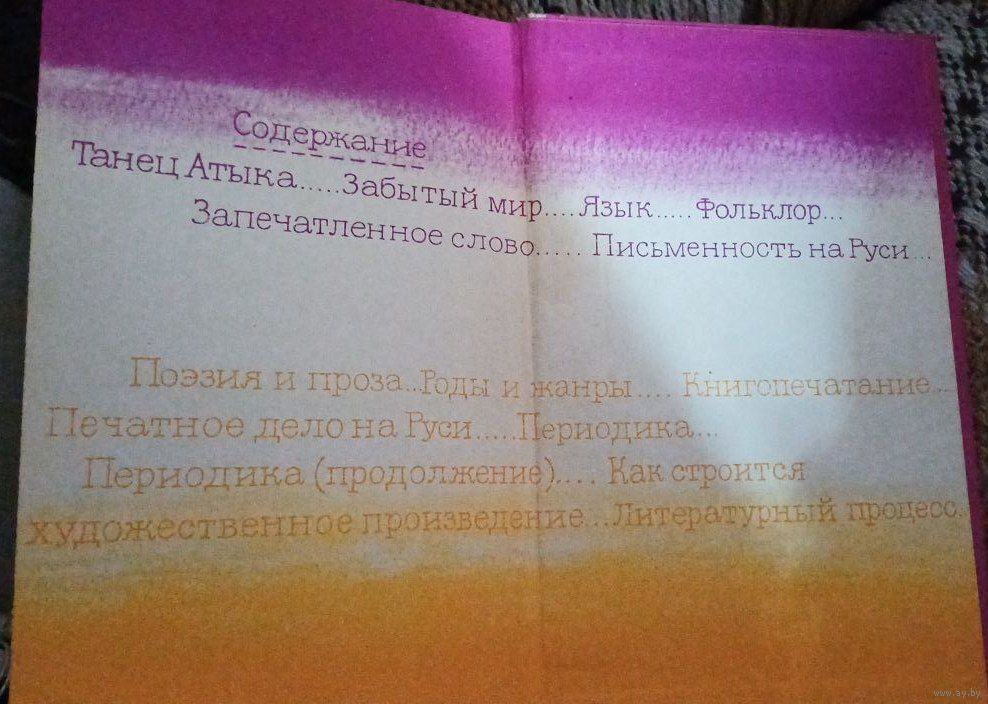 Содержание
Танец Атыка.....Забытый мир....Язык.....Фольклор...
Запечатленное слово..... Письменность на Руси...
Поэзия и проза...Роды и жанры.... Книгопечатание...
Печатное дело на Руси.....Периодика...
Периодика (продолжение).... Как строится
художественное произведение...Литературный процесс..
www.ay.by